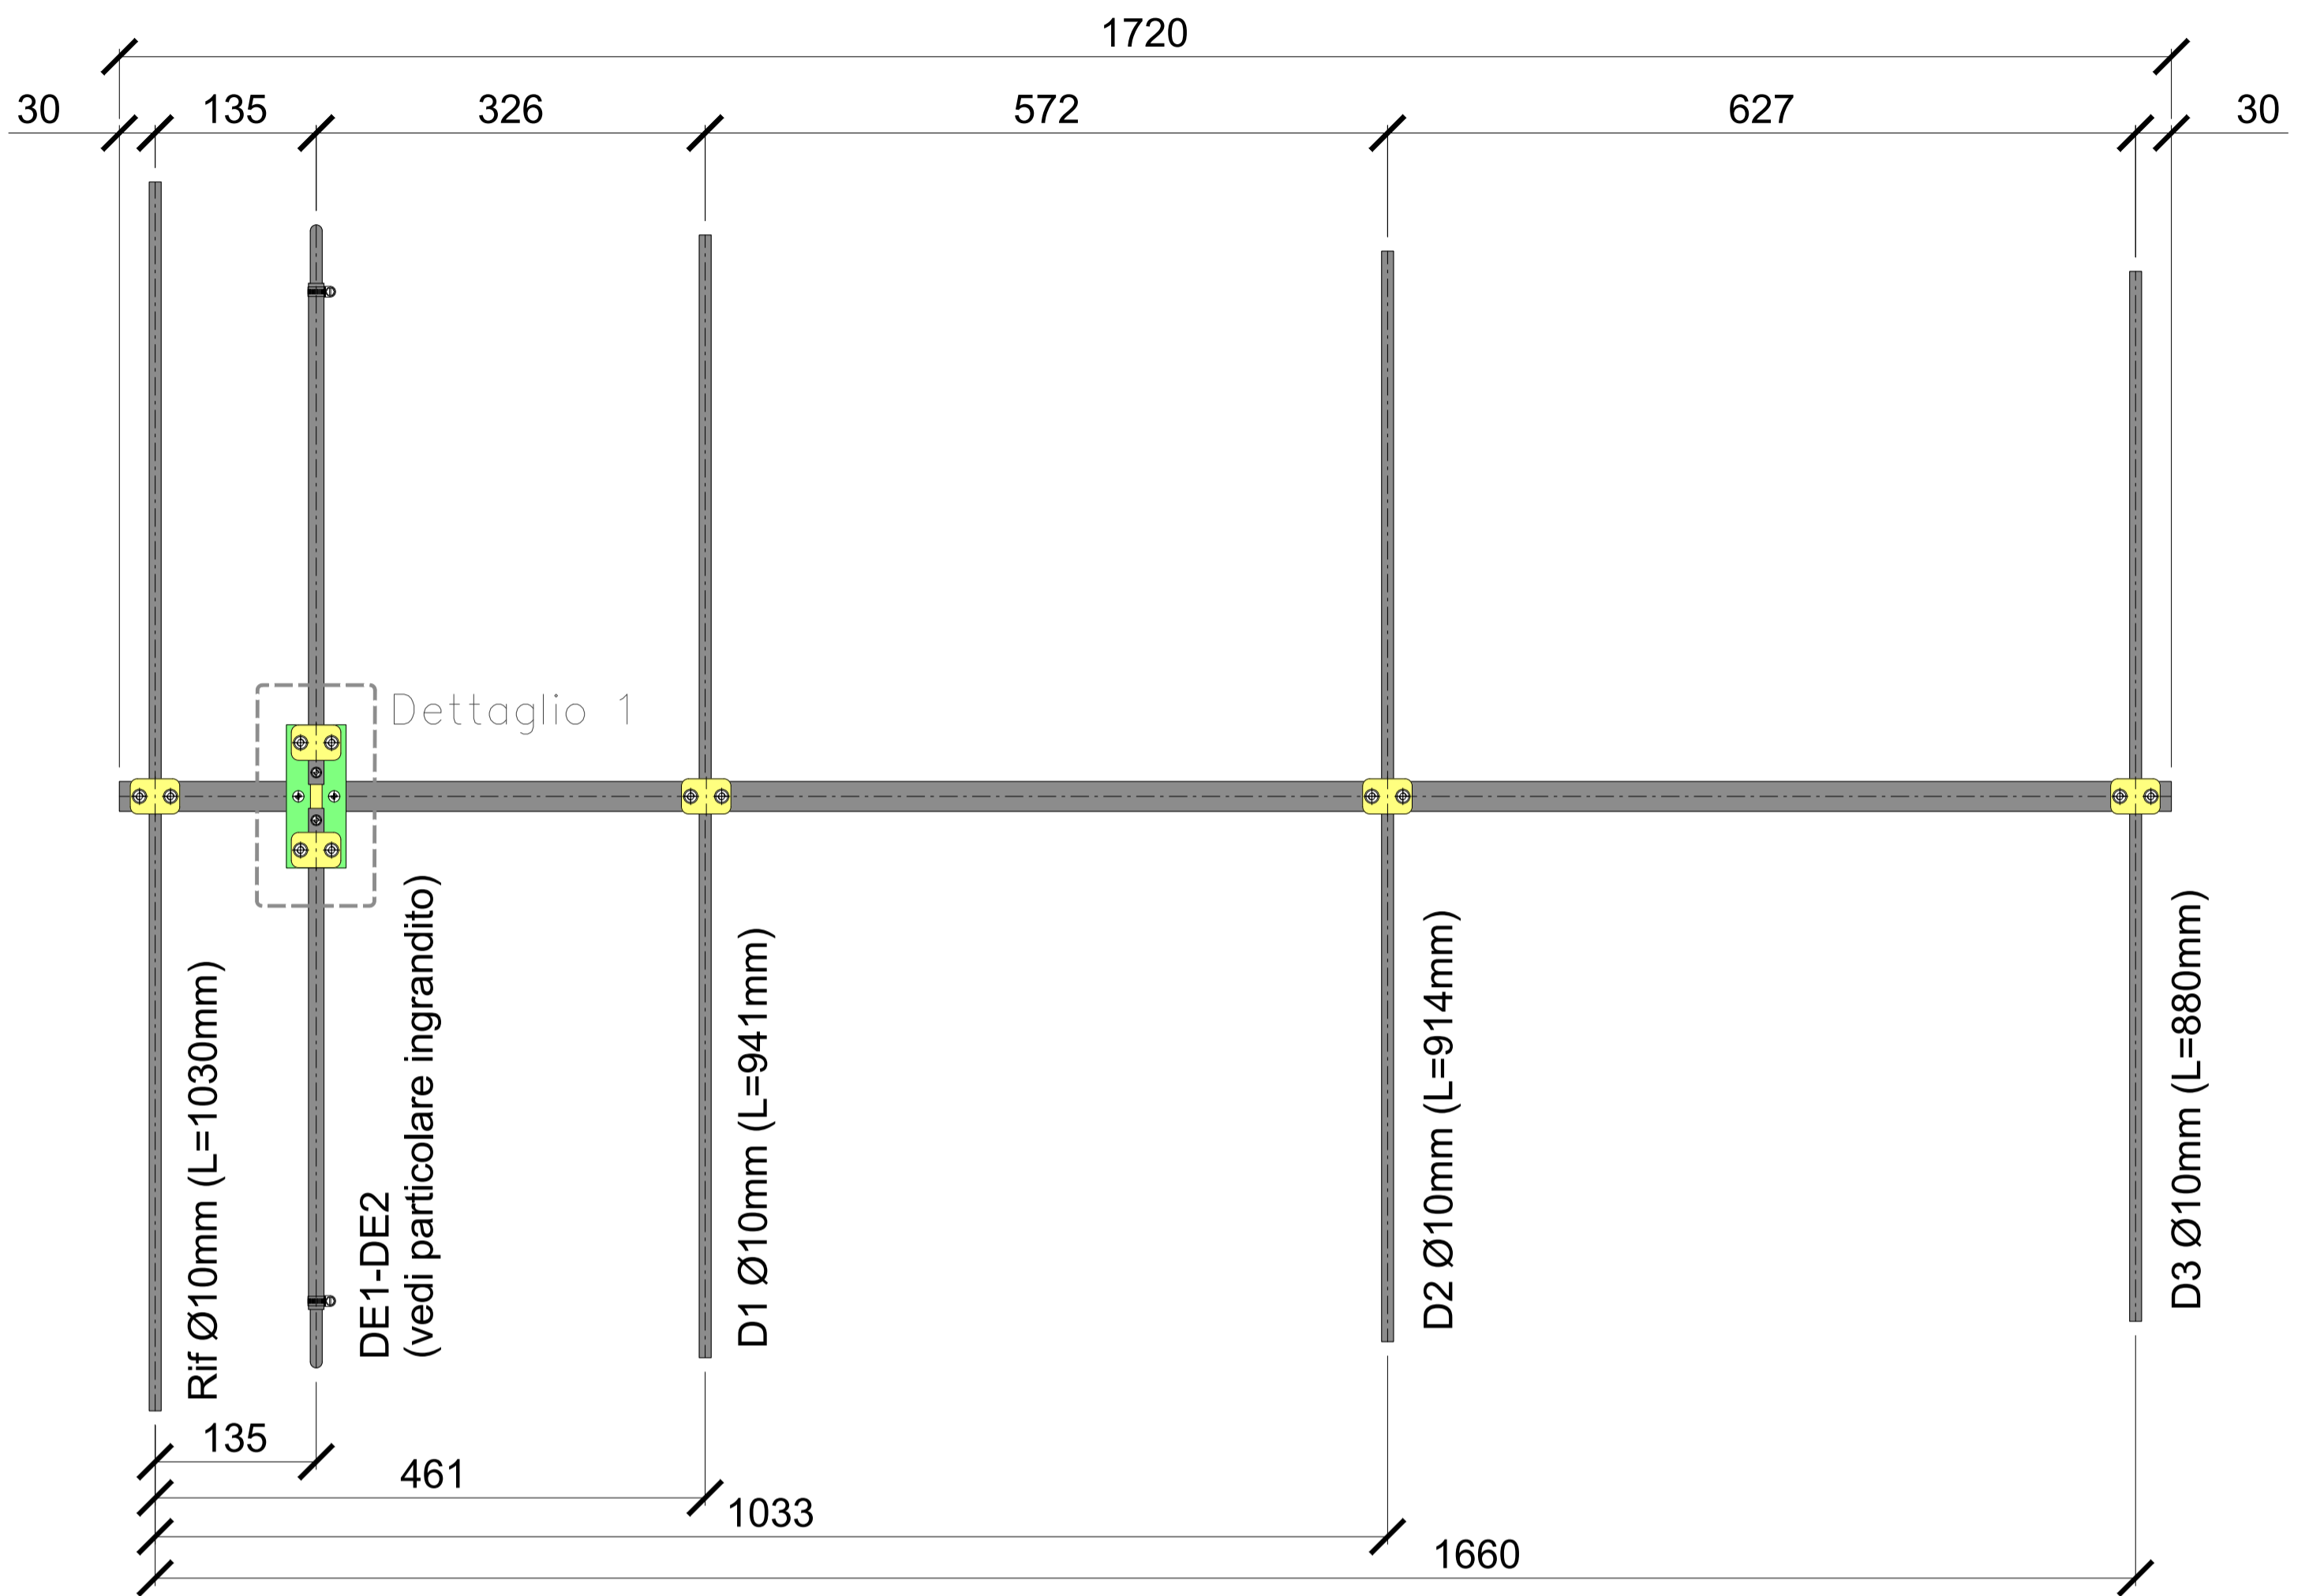 1720
30 135 326 572 627 30
Dettaglio 1
Rif Ø10mm (L=1030mm)
DE1-DE2
(vedi particolare ingrandito)
D1 Ø10mm (L=941mm)
D2 Ø10mm (L=914mm)
D3 Ø10mm (L=880mm)
135
461
1033
1660